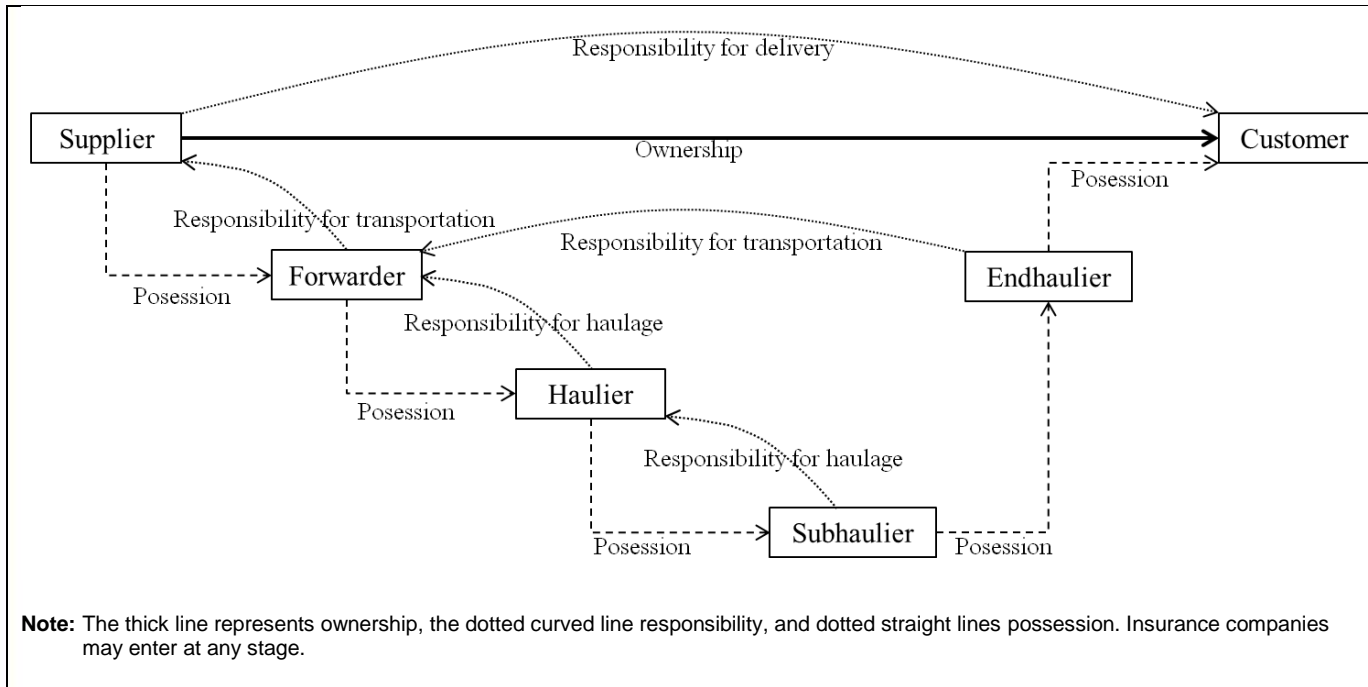 Responsibility for delivery
Supplier
Customer
Ownership
Posession
Responsibility for transportation
Responsibility for transportation
Forwarder
Endhaulier
Posession
Responsibility for haulage
Haulier
Posession
Responsibility for haulage
Subhaulier
Posession
Posession
Note: The thick line represents ownership, the dotted curved line responsibility, and dotted straight lines possession. Insurance companies
may enter at any stage.